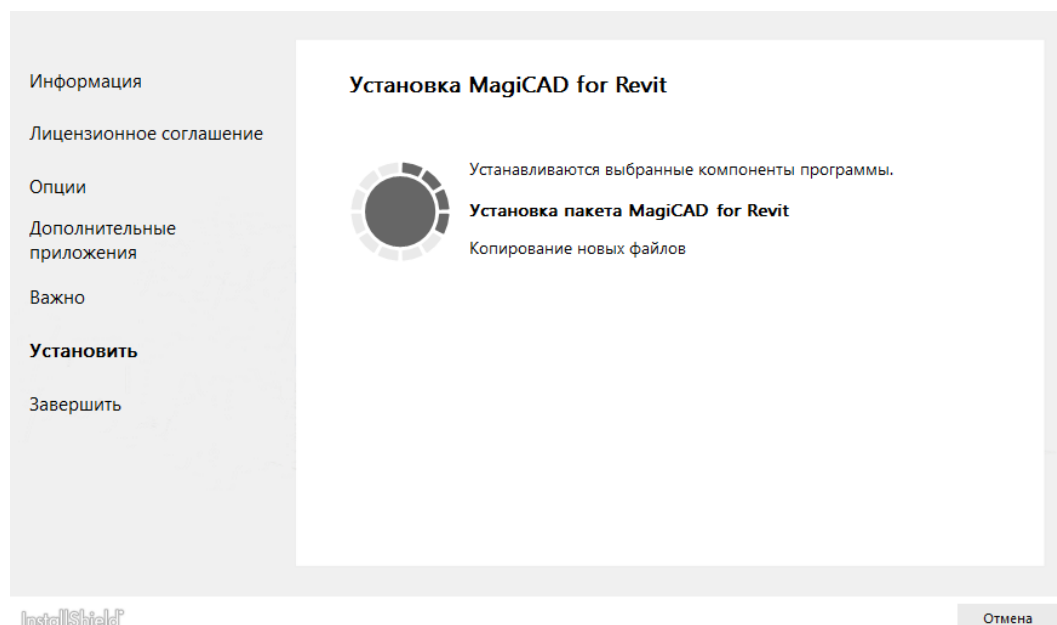 Информация
Лицензионное соглашение
Опции
Дополнительные
приложения
Важно
Установить
Завершить
Установка MagiCAD for Revit
Устанавливаются выбранные компоненты программы.
Установка пакета MagiCAD for Revit
Копирование новых файлов
InstallShield
Отмена